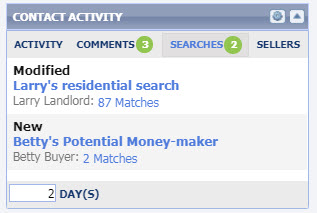 CONTACT ACTIVITY
ACTIVITY COMMENTS 3 SEARCHES 2 SELLERS
Modified
Larry's residential search
Larry Landlord: 87 Matches
New
Betty's Potential Money-maker
Betty Buyer: 2 Matches
2 DAY(S)